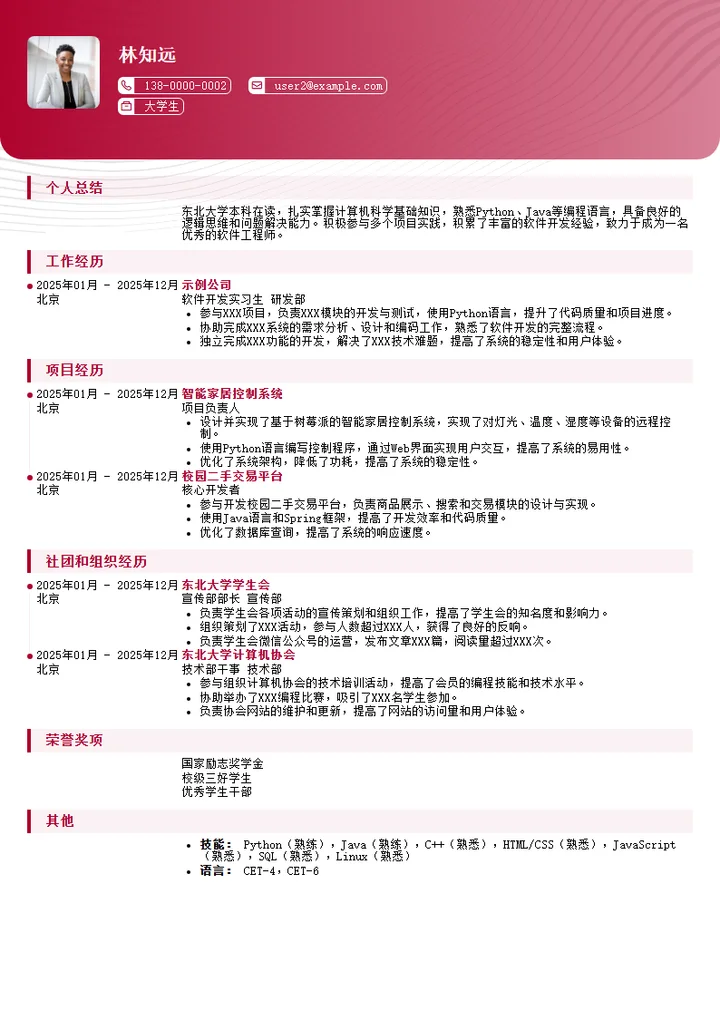 林知远
138-0000-0002 user2@example.com
大学生
个人总结
东北大学本科在读，扎实掌握计算机科学基础知识，熟悉Python、Java等编程语言，具备良好的
逻辑思维和问题解决能力。积极参与多个项目实践，积累了丰富的软件开发经验，致力于成为一名
优秀的软件工程师。
工作经历
2025年01月 - 2025年12月 示例公司
北京 软件开发实习生 研发部
• 参与XXX项目，负责XXX模块的开发与测试，使用Python语言，提升了代码质量和项目进度。
• 协助完成XXX系统的需求分析、设计和编码工作，熟悉了软件开发的完整流程。
• 独立完成XXX功能的开发，解决了XXX技术难题，提高了系统的稳定性和用户体验。
项目经历
2025年01月 - 2025年12月 智能家居控制系统
北京 项目负责人
• 设计并实现了基于树莓派的智能家居控制系统，实现了对灯光、温度、湿度等设备的远程控
制。
• 使用Python语言编写控制程序，通过Web界面实现用户交互，提高了系统的易用性。
• 优化了系统架构，降低了功耗，提高了系统的稳定性。
2025年01月 - 2025年12月 校园二手交易平台
北京 核心开发者
• 参与开发校园二手交易平台，负责商品展示、搜索和交易模块的设计与实现。
• 使用Java语言和Spring框架，提高了开发效率和代码质量。
• 优化了数据库查询，提高了系统的响应速度。
社团和组织经历
2025年01月 - 2025年12月 东北大学学生会
北京 宣传部部长 宣传部
• 负责学生会各项活动的宣传策划和组织工作，提高了学生会的知名度和影响力。
• 组织策划了XXX活动，参与人数超过XXX人，获得了良好的反响。
• 负责学生会微信公众号的运营，发布文章XXX篇，阅读量超过XXX次。
2025年01月 - 2025年12月 东北大学计算机协会
北京 技术部干事 技术部
• 参与组织计算机协会的技术培训活动，提高了会员的编程技能和技术水平。
• 协助举办了XXX编程比赛，吸引了XXX名学生参加。
• 负责协会网站的维护和更新，提高了网站的访问量和用户体验。
荣誉奖项
国家励志奖学金
校级三好学生
优秀学生干部
其他
• 技能： Python（熟练），Java（熟练），C++（熟悉），HTML/CSS（熟悉），JavaScript
（熟悉），SQL（熟悉），Linux（熟悉）
• 语言： CET-4，CET-6